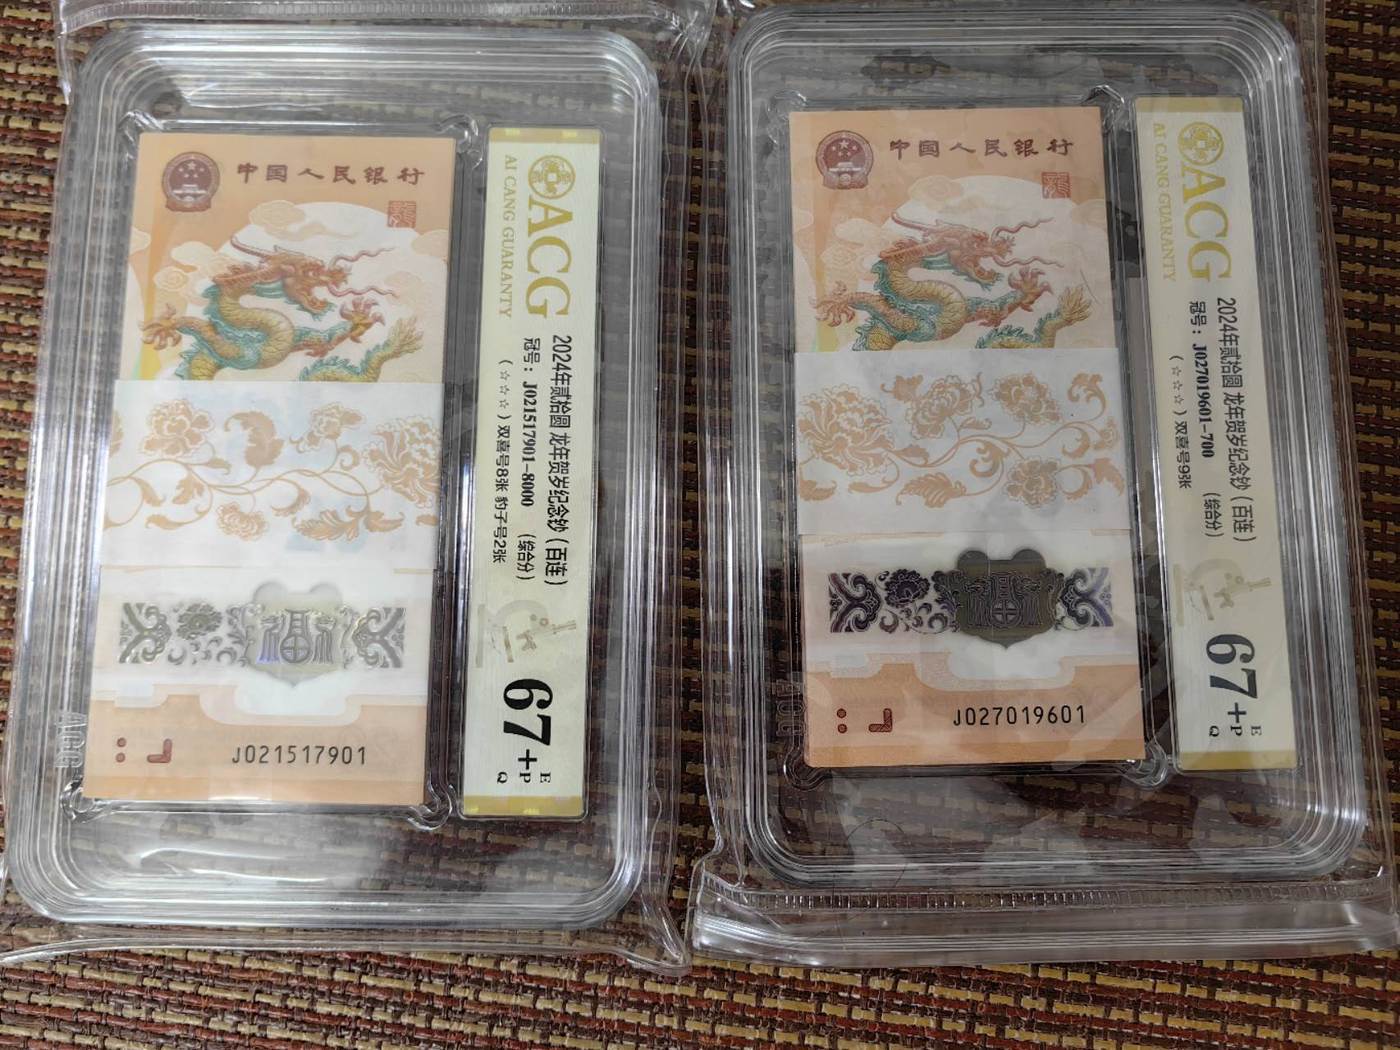 中国人民银行
J021517901
ACG
AI CANG GUARANTY
2024年贰拾圆 龙年贺岁纪念钞（百连）
冠号：J021517901-8000 （综合分）
（☆☆☆）双喜号8张 豹子号2张
67+
E
P
Q
ACG
中国人民银行
J027019601
ACG
AI CANG GUARANTY
2024年贰拾圆 龙年贺岁纪念钞（百连）
冠号：J027019601-700 （综合分）
（☆☆☆☆）双喜号9张
67+
E
P
Q